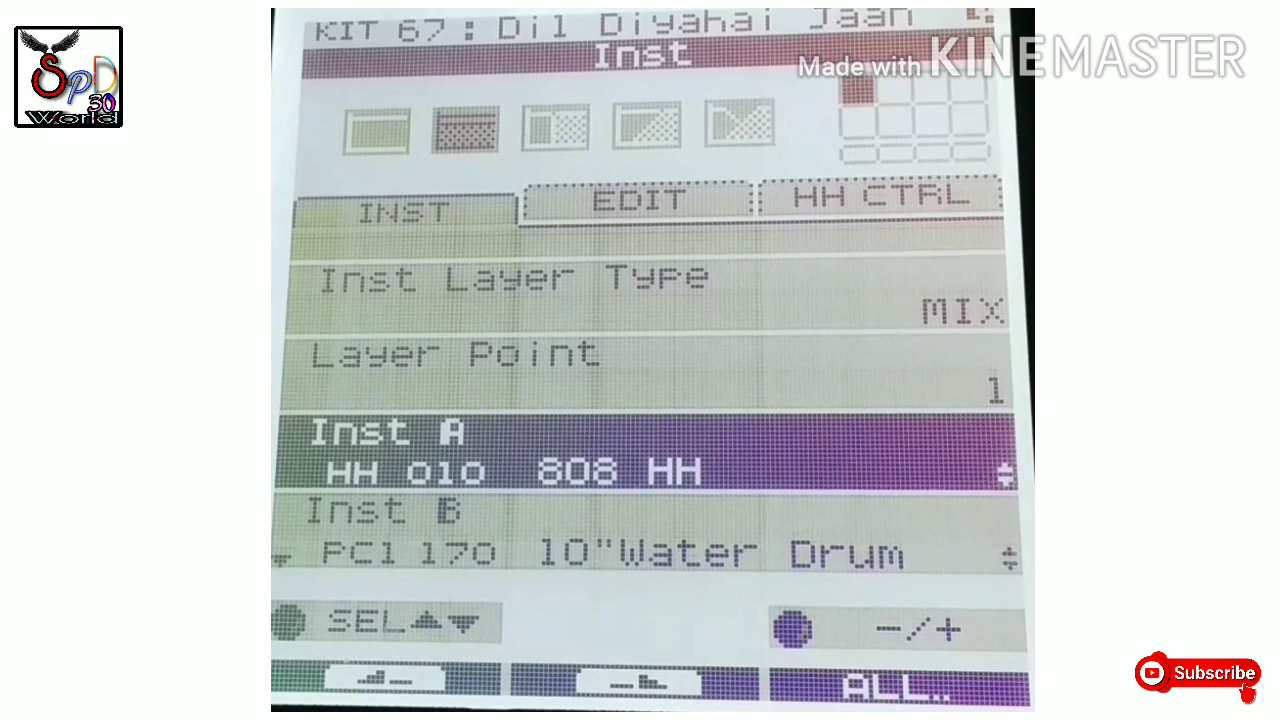 KIT 67: Dil Diyahai Jaan
Inst
Made with KINEMASTER
SPD
30
World
INST EDIT HH CTRL
Inst Layer Type
MIX
Layer Point
1
Inst A
HH 010 808 HH
Inst B
PC1 170 10"Water Drum
SEL▲▼ -/+
ALL..
Subscribe